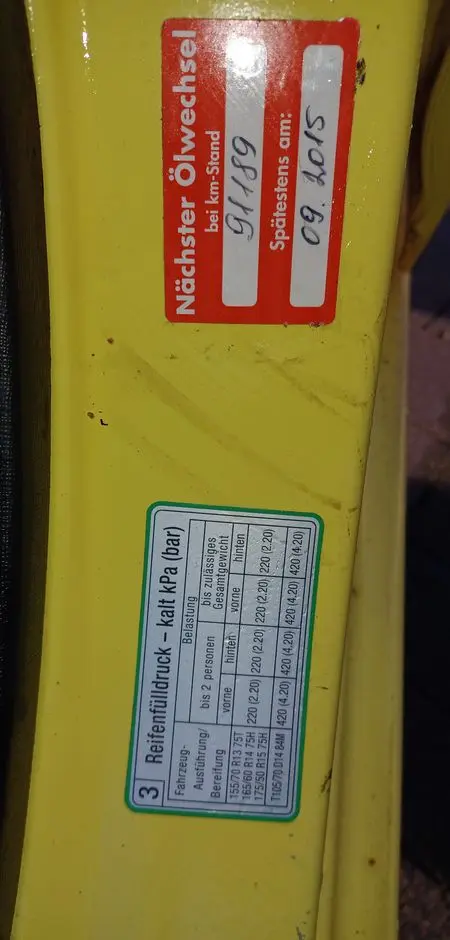 Nächster Ölwechsel
bei km-Stand
91189
Spätestens am:
09.2015
3 Reifenfülldruck – kalt kPa (bar)
Fahrzeug-
Ausführung/
Bereifung
Belastung
bis 2 personen
bis zulässiges
Gesamtgewicht
vorne hinten vorne hinten
155/70 R13 75T
165/60 R14 75H
175/50 R15 75H
220 (2.20) 220 (2.20) 220 (2.20) 220 (2.20)
T105/70 D14 84M 420 (4.20) 420 (4.20) 420 (4.20) 420 (4.20)